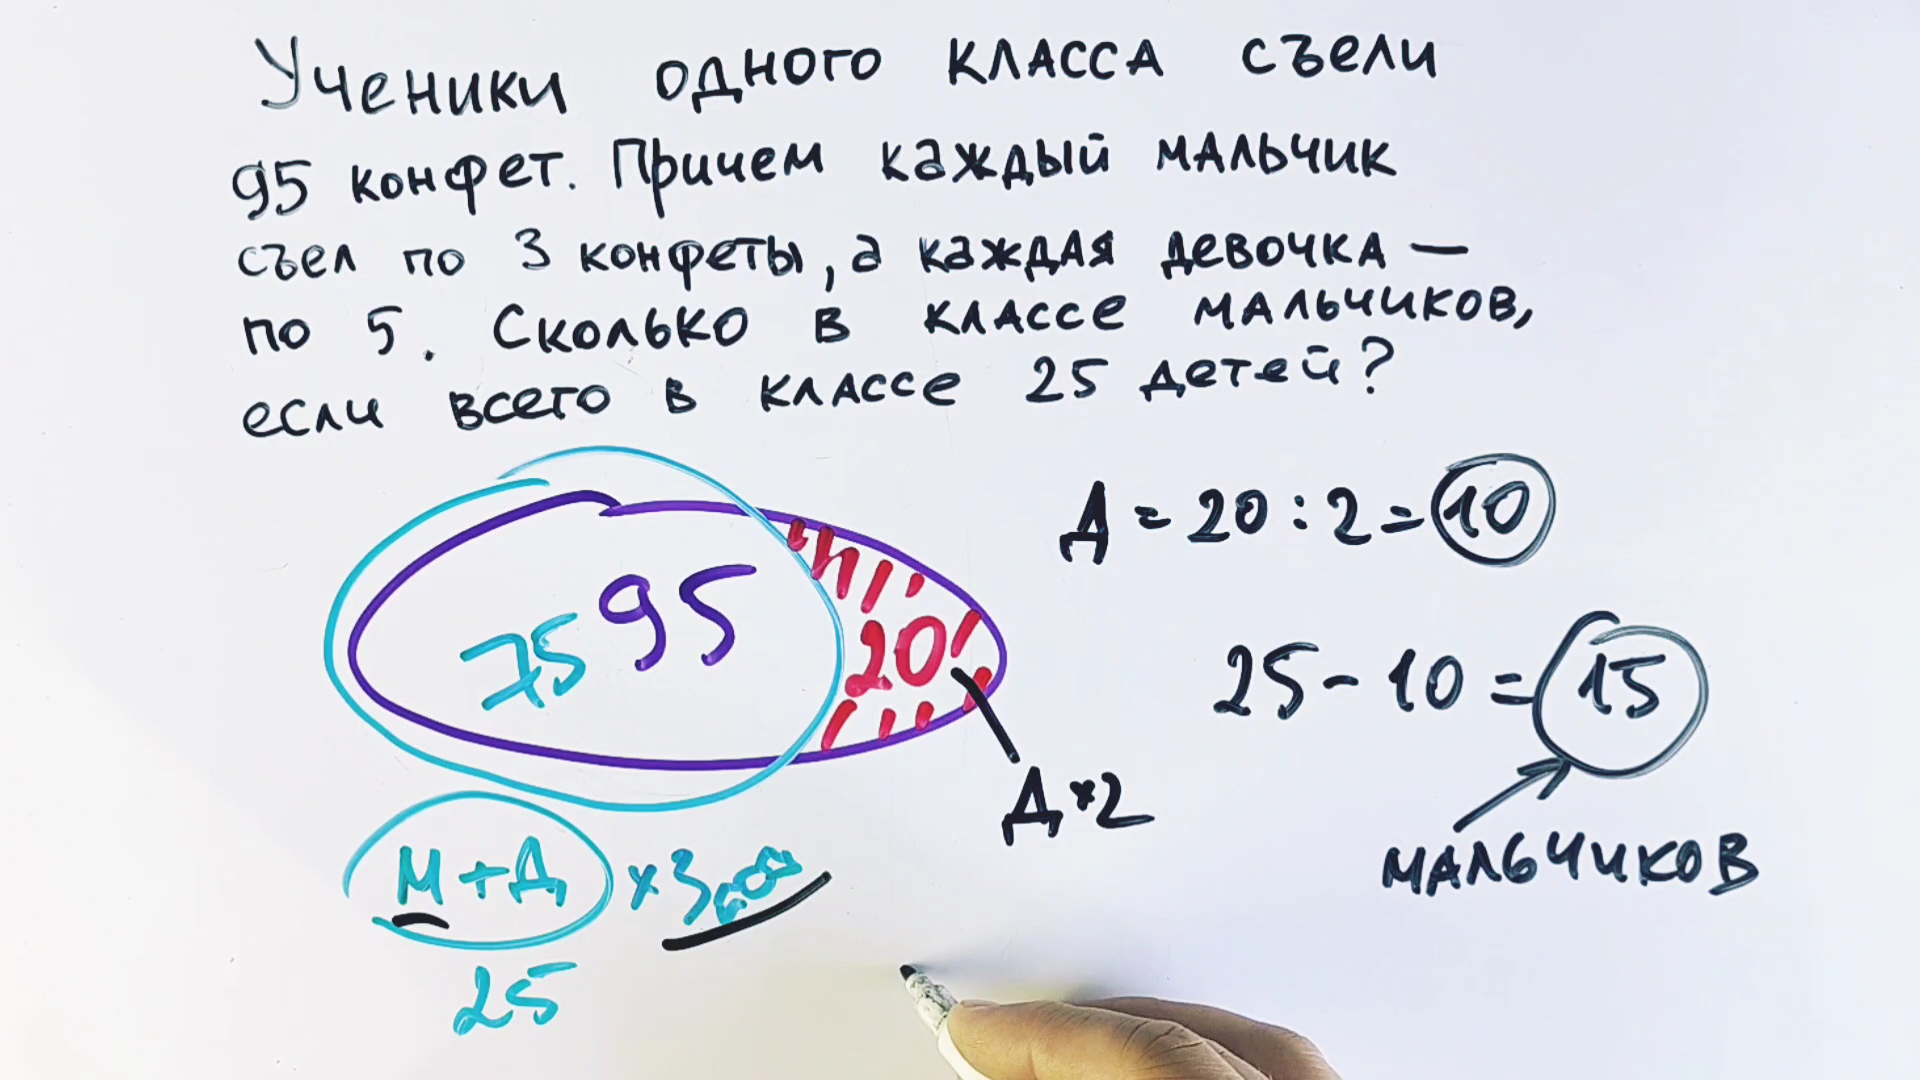 Ученики одного класса съели
95 конфет. Причем каждый мальчик
съел по 3 конфеты, а каждая девочка —
по 5. Сколько в классе мальчиков,
если всего в классе 25 детей?
Д = 20 : 2 = 10
75 95 20
25 - 10 = 15
Д × 2
М + Д × 3
мальчиков
25